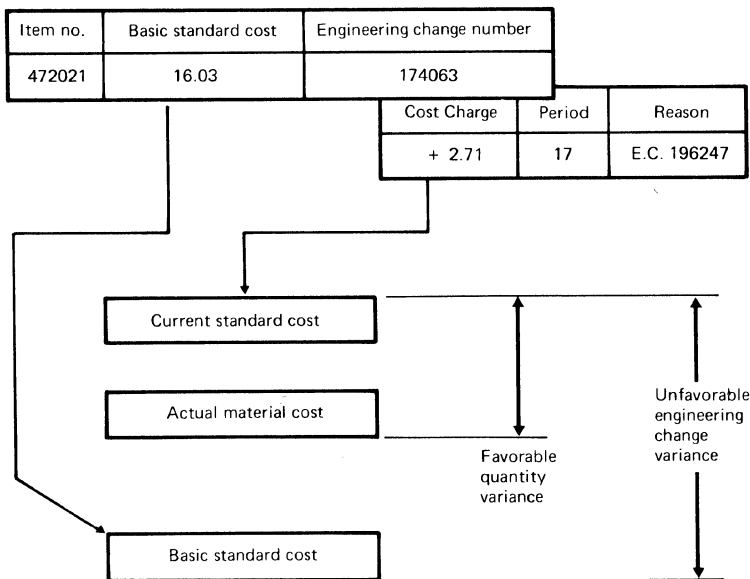 Item no. Basic standard cost Engineering change number
472021 16.03 174063
Cost Charge Period Reason
+ 2.71 17 E.C. 196247
Current standard cost
Actual material cost
Unfavorable
engineering
change
variance
Favorable
quantity
variance
Basic standard cost